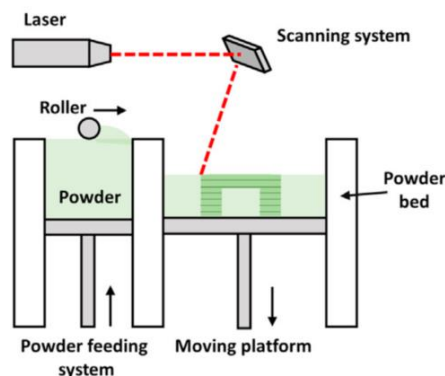 Laser
Scanning system
Roller
Powder
Powder
bed
Powder feeding
system
Moving platform